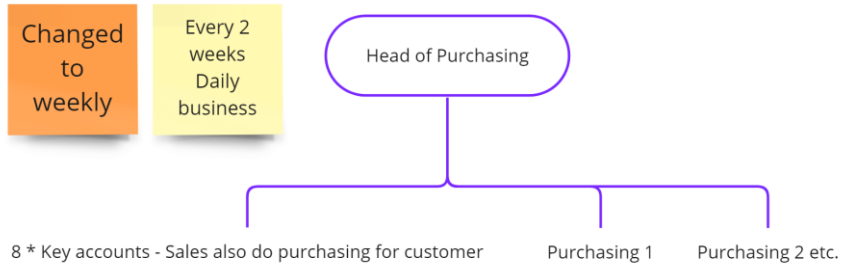 Changed
to
weekly
Every 2
weeks
Daily
business
Head of Purchasing
8 * Key accounts - Sales also do purchasing for customer
Purchasing 1
Purchasing 2 etc.